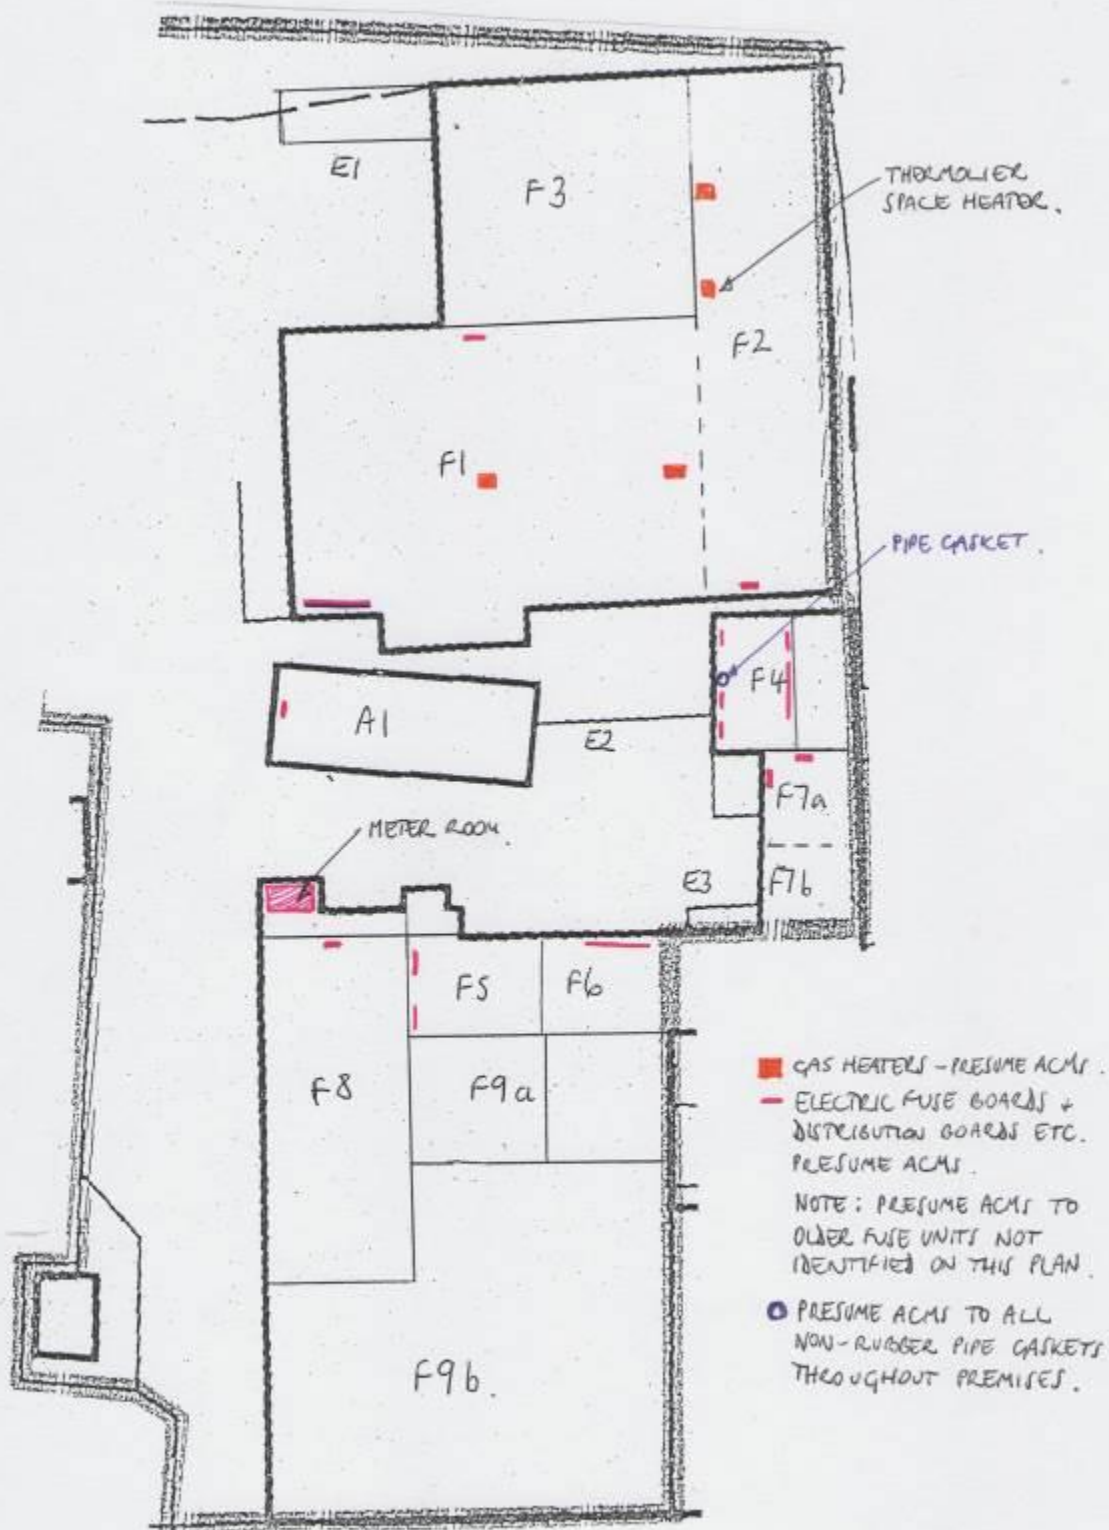 E1
F3
THERMOLIER
SPACE HEATER.
F2
F1
PIPE GASKET.
F4
A1
E2
F7a
METER ROOM.
E3
F7b
F5
F6
F8
F9a
GAS HEATERS - PRESUME ACMS.
ELECTRIC FUSE BOARDS +
DISTRIBUTION BOARDS ETC.
PRESUME ACMS.
NOTE: PRESUME ACMS TO
OLDER FUSE UNITS NOT
IDENTIFIED ON THIS PLAN.
PRESUME ACMS TO ALL
NON-RUBBER PIPE GASKETS
THROUGHOUT PREMISES.
F9b.